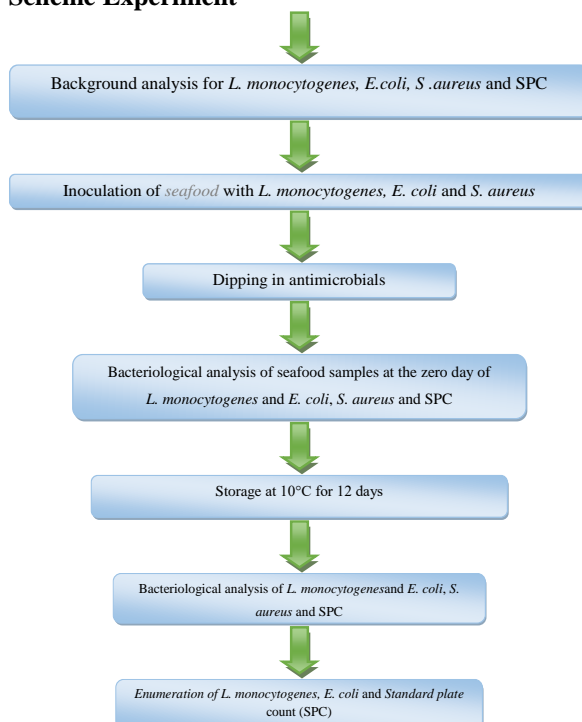 Scheme Experiment
Background analysis for L. monocytogenes, E.coli, S .aureus and SPC
Inoculation of seafood with L. monocytogenes, E. coli and S. aureus
Dipping in antimicrobials
Bacteriological analysis of seafood samples at the zero day of
L. monocytogenes and E. coli, S. aureus and SPC
Storage at 10°C for 12 days
Bacteriological analysis of L. monocytogenesand E. coli, S.
aureus and SPC
Enumeration of L. monocytogenes, E. coli and Standard plate
count (SPC)